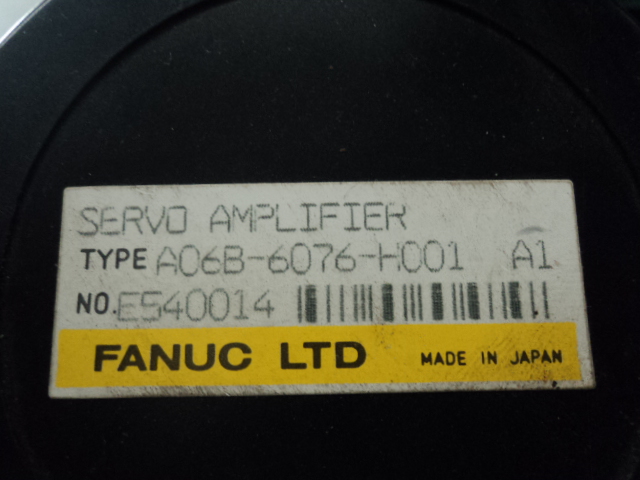 SERVO AMPLIFIER
TYPE A06B-6076-H001 A1
NO. E540014
FANUC LTD MADE IN JAPAN